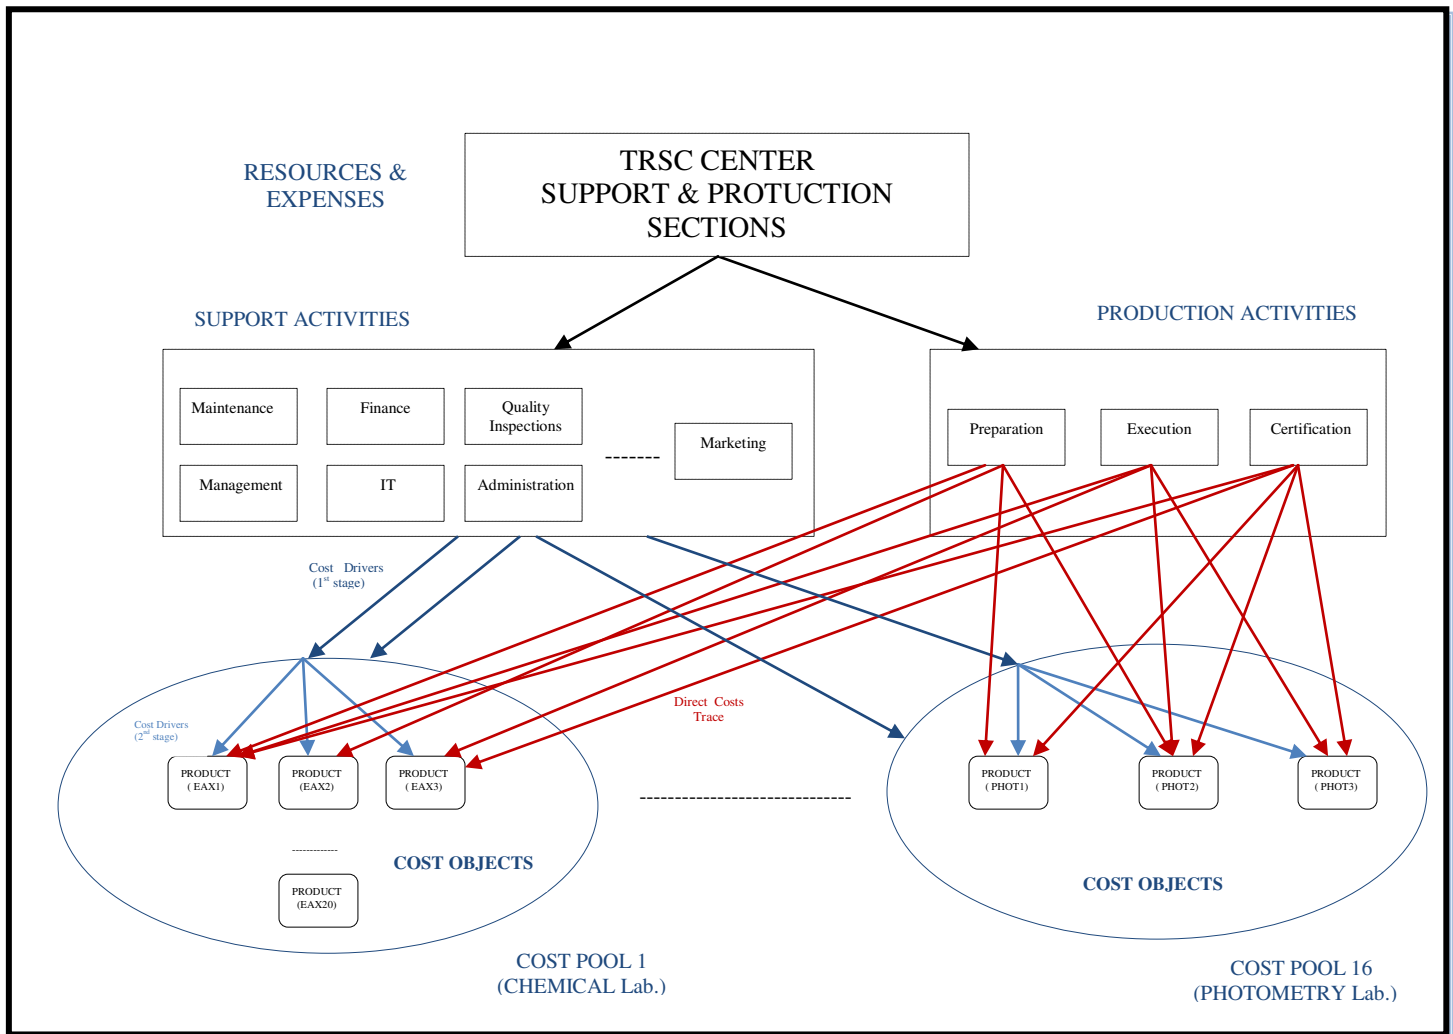 RESOURCES &
EXPENSES
TRSC CENTER
SUPPORT & PROTUCTION
SECTIONS
SUPPORT ACTIVITIES
PRODUCTION ACTIVITIES
Maintenance
Finance
Quality
Inspections
Marketing
Management
IT
Administration
-------
Preparation
Execution
Certification
Cost Drivers
(1st stage)
Cost Drivers
(2nd stage)
Direct Costs
Trace
PRODUCT
( EAX1)
PRODUCT
(EAX2)
PRODUCT
( EAX3)
-------------
PRODUCT
(EAX20)
COST OBJECTS
------------------------------
PRODUCT
( PHOT1)
PRODUCT
( PHOT2)
PRODUCT
( PHOT3)
COST OBJECTS
COST POOL 1
(CHEMICAL Lab.)
COST POOL 16
(PHOTOMETRY Lab.)